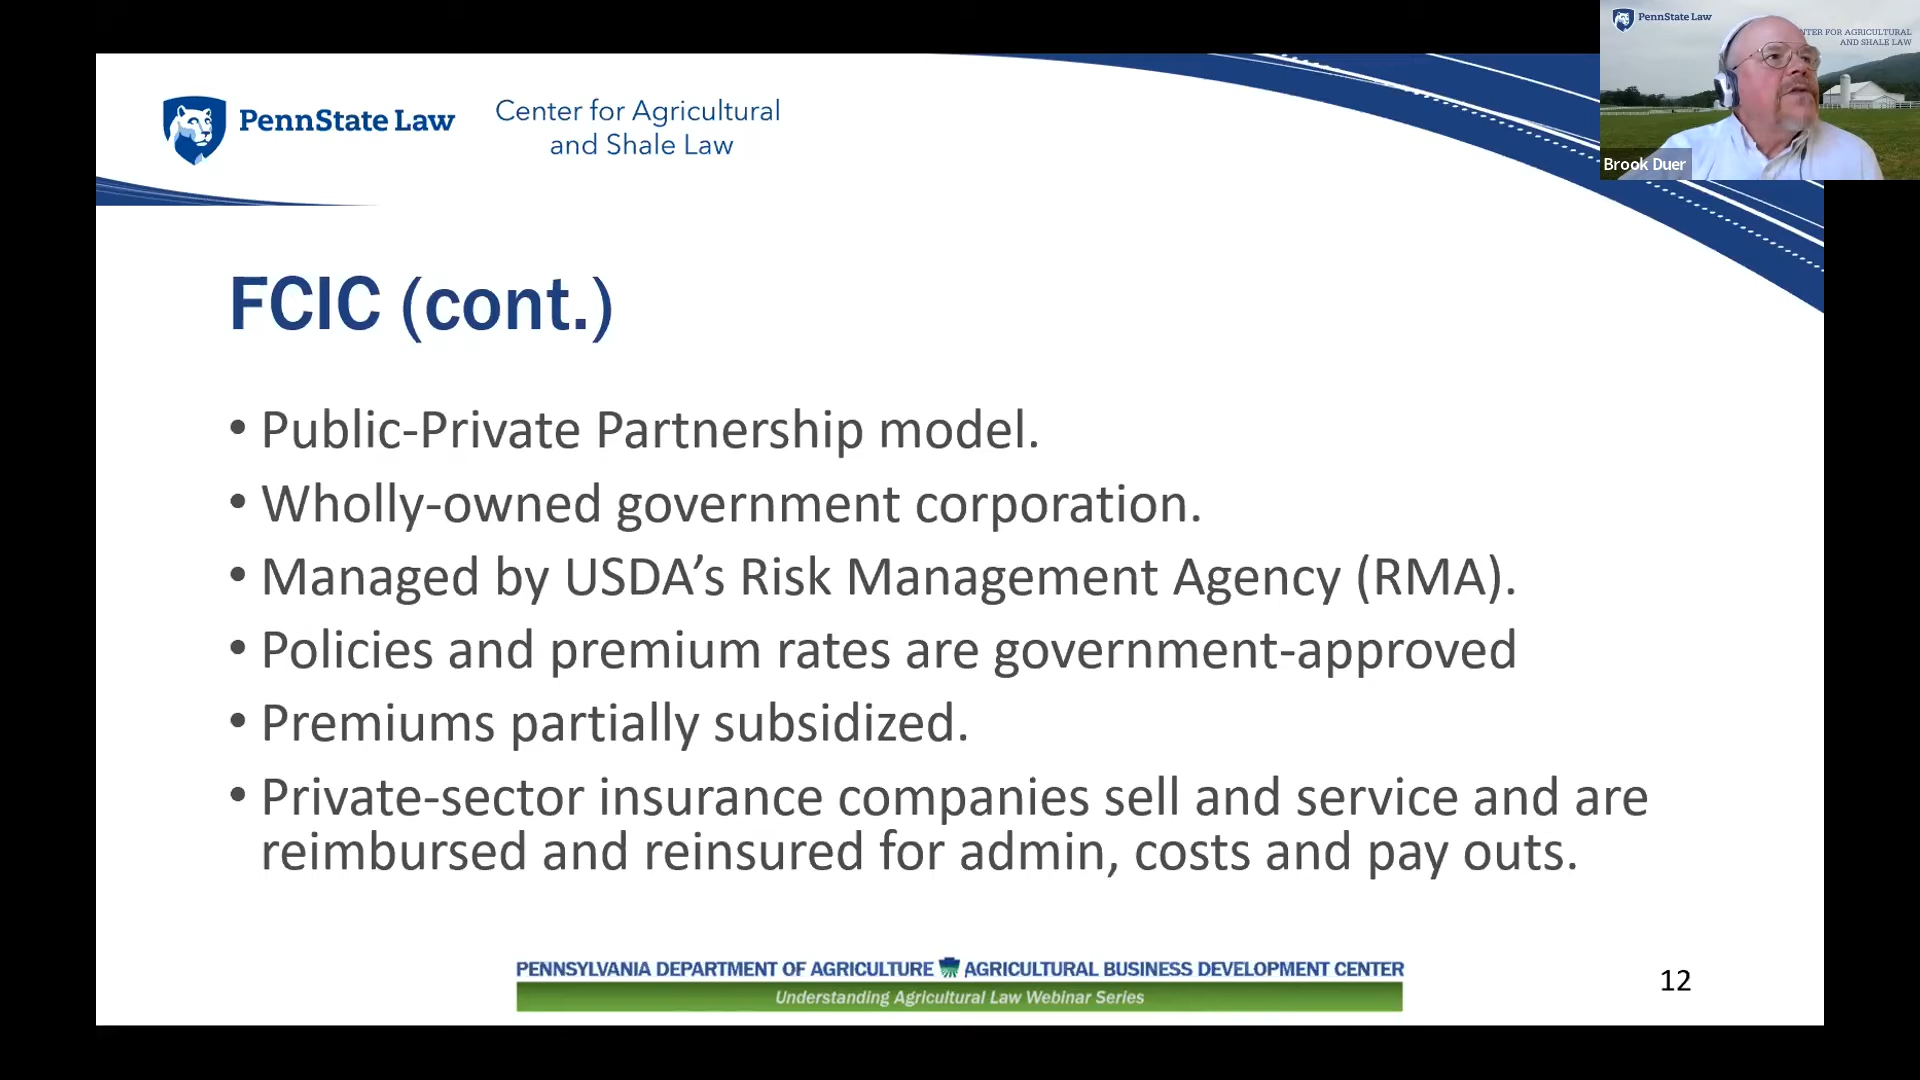 PennState Law
Center for Agricultural
and Shale Law
PennState Law
CENTER FOR AGRICULTURAL
AND SHALE LAW
Brook Duer
FCIC (cont.)
• Public-Private Partnership model.
• Wholly-owned government corporation.
• Managed by USDA’s Risk Management Agency (RMA).
• Policies and premium rates are government-approved
• Premiums partially subsidized.
• Private-sector insurance companies sell and service and are
reimbursed and reinsured for admin, costs and pay outs.
PENNSYLVANIA DEPARTMENT OF AGRICULTURE AGRICULTURAL BUSINESS DEVELOPMENT CENTER
Understanding Agricultural Law Webinar Series
12